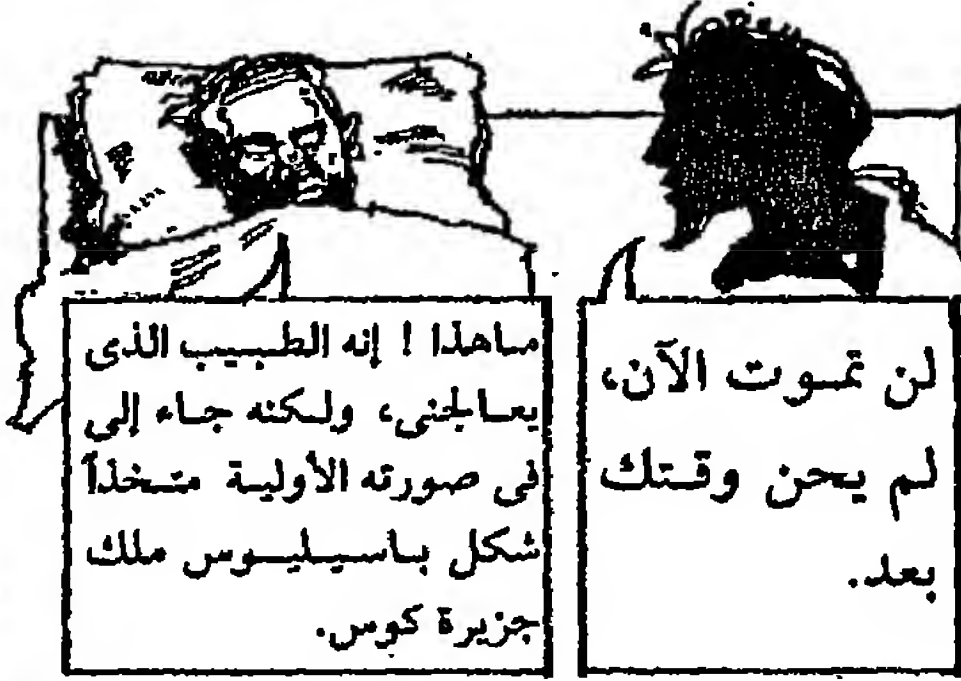 لن تموت الآن،
لم يحن وقتك
بعد.
ماهذا ! إنه الطبيب الذى
يعالجنى، ولكنه جاء إلى
فى صورته الأولية متخذاً
شكل باسيليوس ملك
جزيرة كوس.